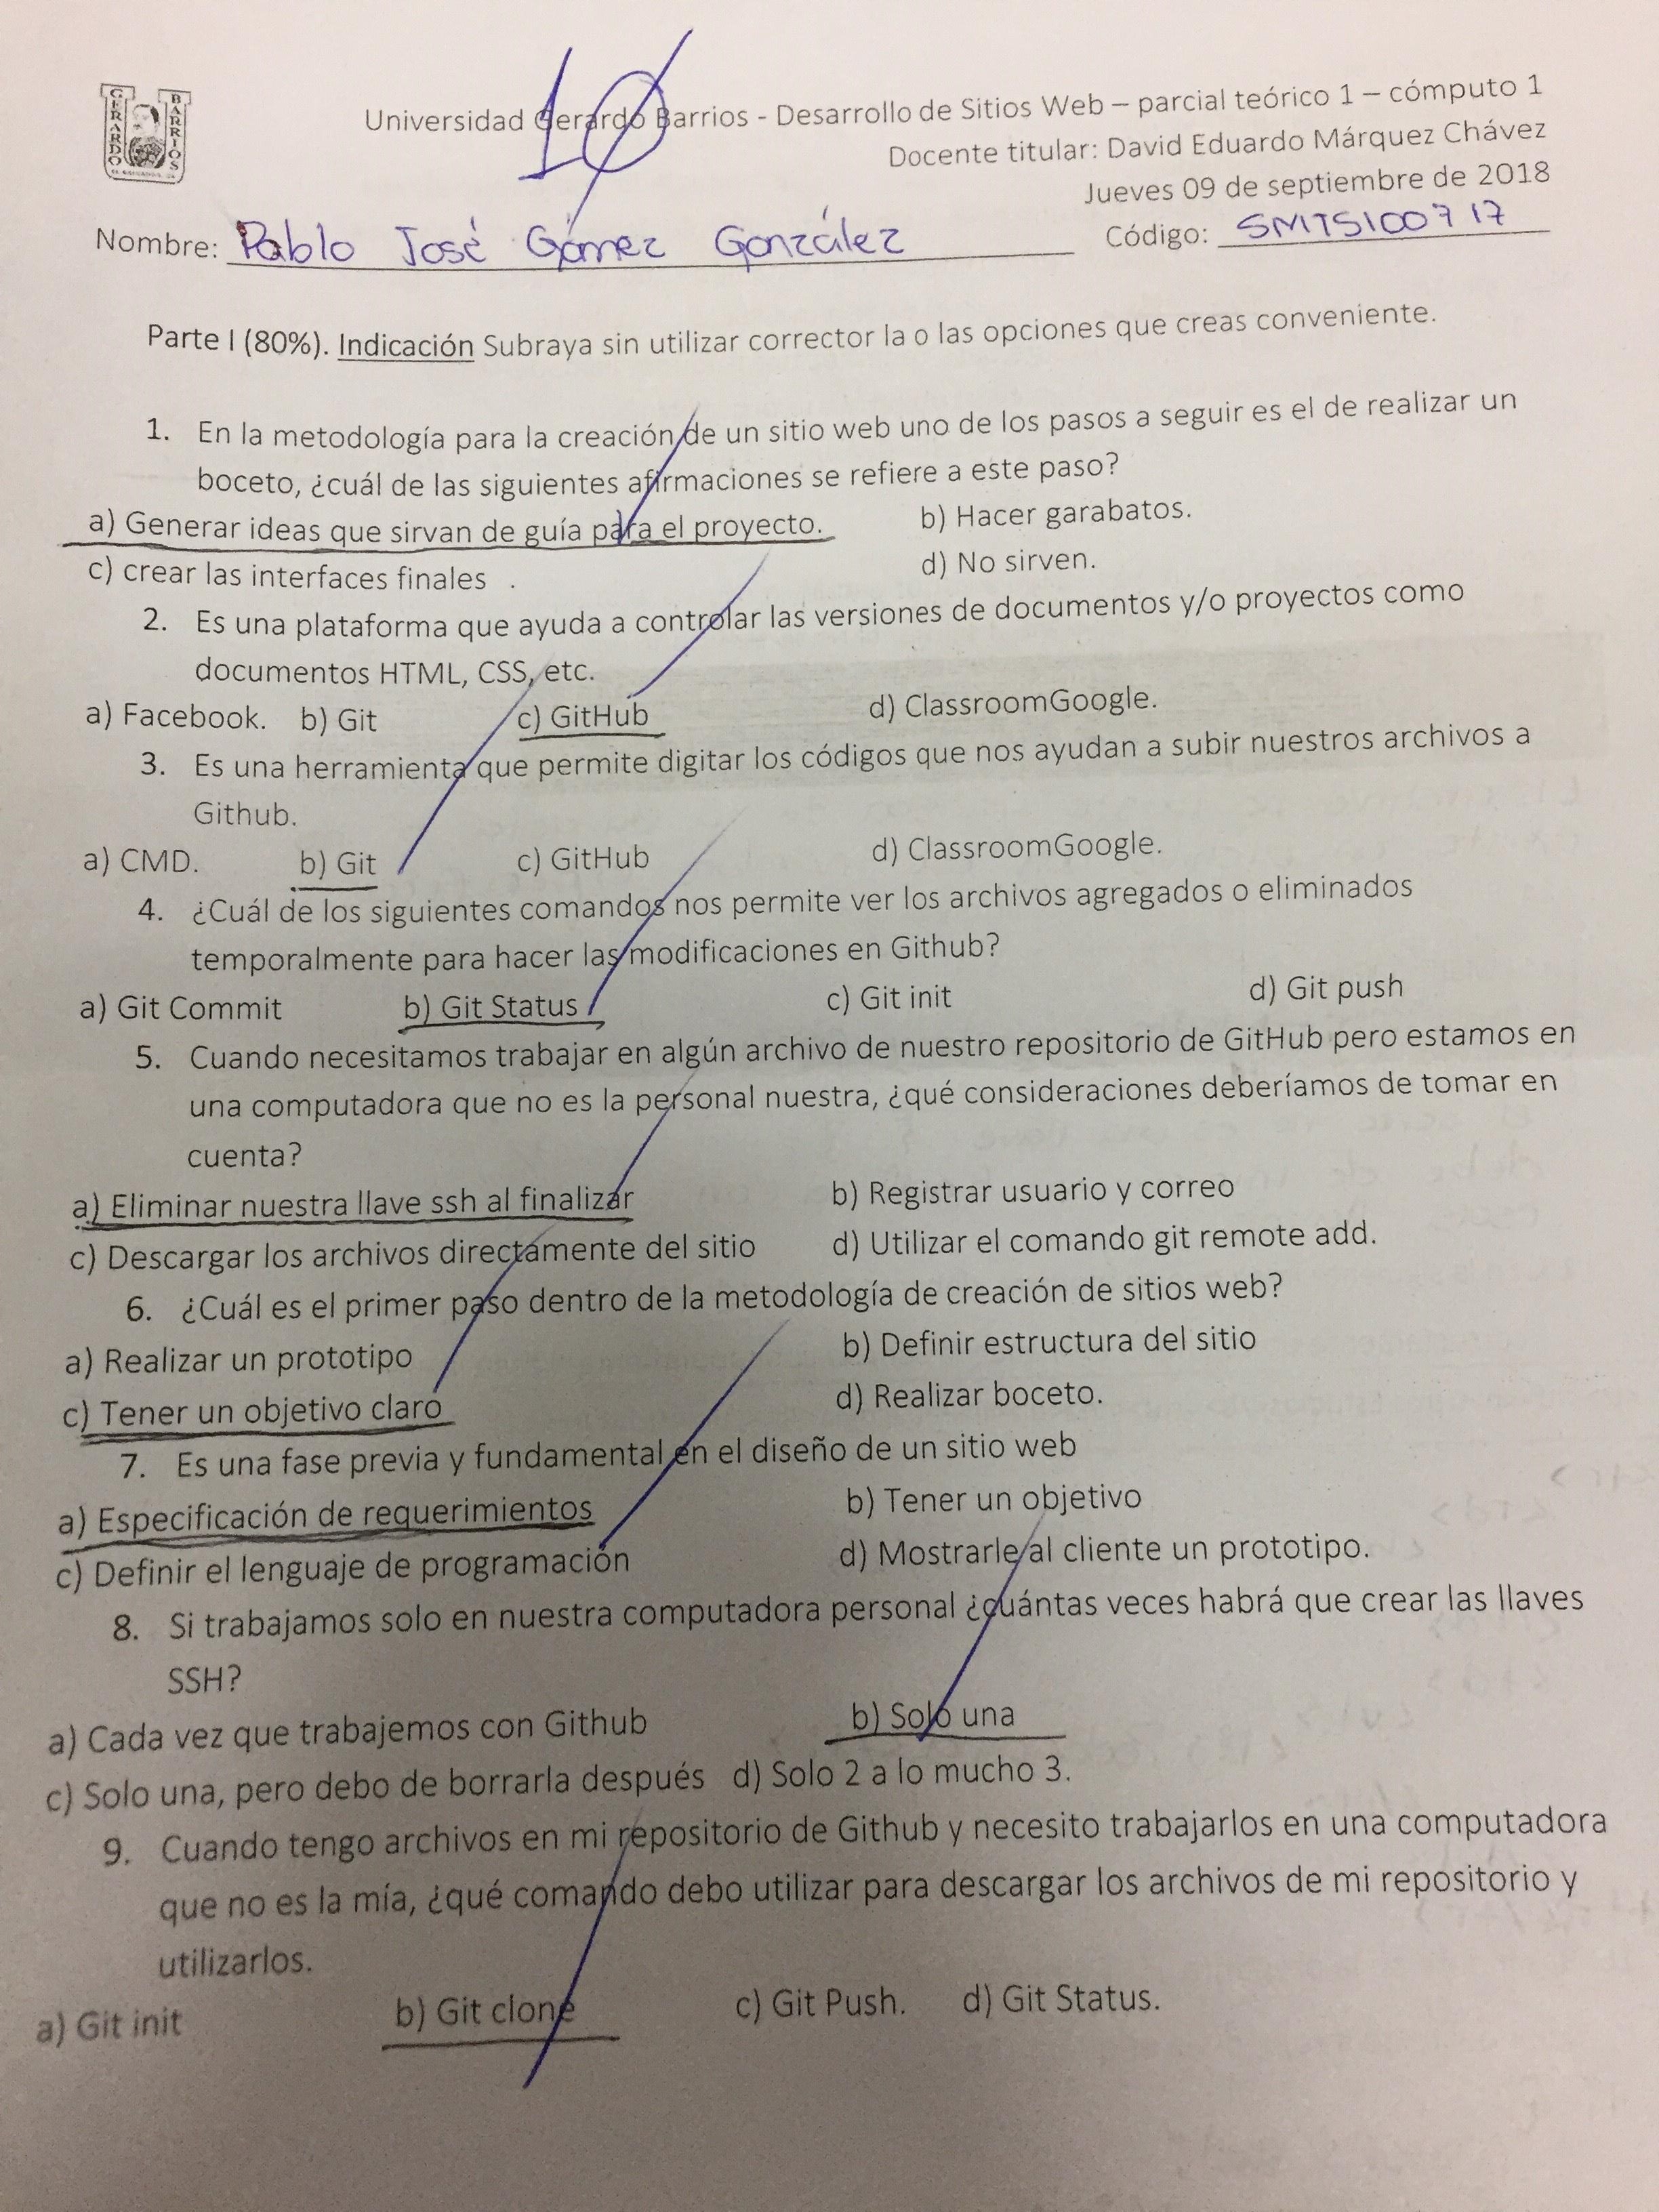 GERARDO BARRIOS
10
Universidad Gerardo Barrios - Desarrollo de Sitios Web – parcial teórico 1 – cómputo 1
Docente titular: David Eduardo Márquez Chávez
Jueves 09 de septiembre de 2018
Nombre: Pablo José Gómez González Código: SMTS100717
Parte I (80%). Indicación Subraya sin utilizar corrector la o las opciones que creas conveniente.
1. En la metodología para la creación de un sitio web uno de los pasos a seguir es el de realizar un
boceto, ¿cuál de las siguientes afirmaciones se refiere a este paso?
a) Generar ideas que sirvan de guía para el proyecto. b) Hacer garabatos.
c) crear las interfaces finales . d) No sirven.
2. Es una plataforma que ayuda a controlar las versiones de documentos y/o proyectos como
documentos HTML, CSS, etc.
a) Facebook. b) Git c) GitHub d) ClassroomGoogle.
3. Es una herramienta que permite digitar los códigos que nos ayudan a subir nuestros archivos a
Github.
a) CMD. b) Git c) GitHub d) ClassroomGoogle.
4. ¿Cuál de los siguientes comandos nos permite ver los archivos agregados o eliminados
temporalmente para hacer las modificaciones en Github?
a) Git Commit b) Git Status c) Git init d) Git push
5. Cuando necesitamos trabajar en algún archivo de nuestro repositorio de GitHub pero estamos en
una computadora que no es la personal nuestra, ¿qué consideraciones deberíamos de tomar en
cuenta?
a) Eliminar nuestra llave ssh al finalizar b) Registrar usuario y correo
c) Descargar los archivos directamente del sitio d) Utilizar el comando git remote add.
6. ¿Cuál es el primer paso dentro de la metodología de creación de sitios web?
a) Realizar un prototipo b) Definir estructura del sitio
c) Tener un objetivo claro d) Realizar boceto.
7. Es una fase previa y fundamental en el diseño de un sitio web
a) Especificación de requerimientos b) Tener un objetivo
c) Definir el lenguaje de programación d) Mostrarle al cliente un prototipo.
8. Si trabajamos solo en nuestra computadora personal ¿cuántas veces habrá que crear las llaves
SSH?
a) Cada vez que trabajemos con Github b) Solo una
c) Solo una, pero debo de borrarla después d) Solo 2 a lo mucho 3.
9. Cuando tengo archivos en mi repositorio de Github y necesito trabajarlos en una computadora
que no es la mía, ¿qué comando debo utilizar para descargar los archivos de mi repositorio y
utilizarlos.
a) Git init b) Git clone c) Git Push. d) Git Status.